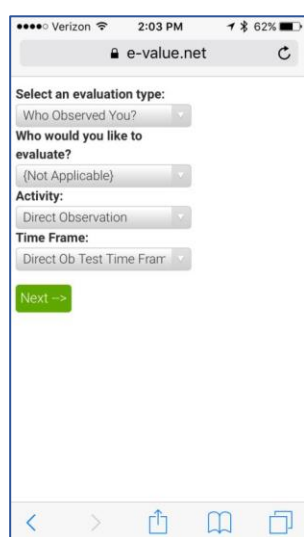 Verizon 2:03 PM 62%
e-value.net
Select an evaluation type:
Who Observed You?
Who would you like to
evaluate?
{Not Applicable}
Activity:
Direct Observation
Time Frame:
Direct Ob Test Time Fram
Next -->